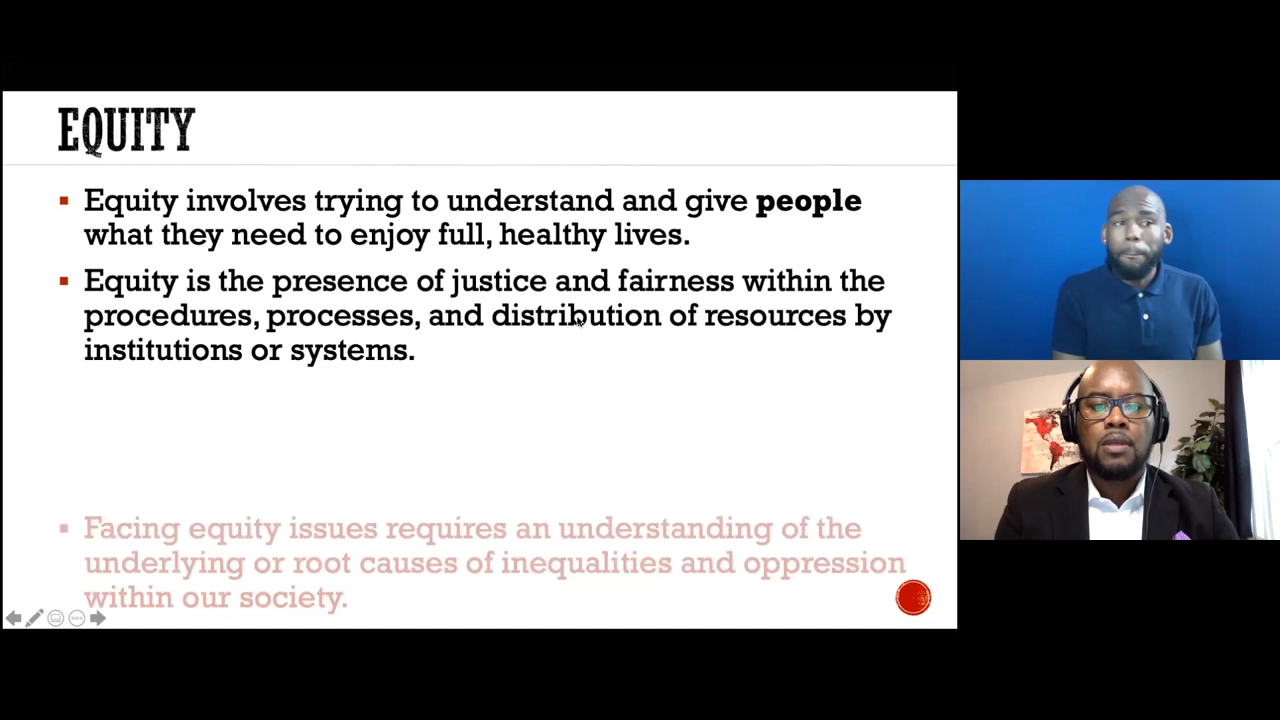 EQUITY
▪ Equity involves trying to understand and give people
what they need to enjoy full, healthy lives.
▪ Equity is the presence of justice and fairness within the
procedures, processes, and distribution of resources by
institutions or systems.
▪ Facing equity issues requires an understanding of the
underlying or root causes of inequalities and oppression
within our society.